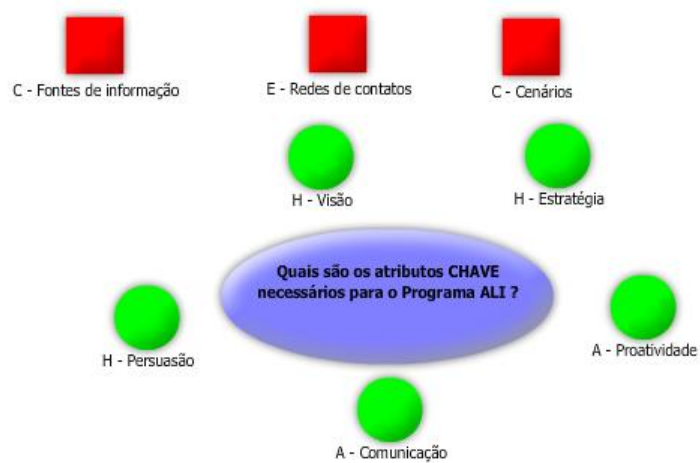 C - Fontes de informação
E - Redes de contatos
C - Cenários
H - Visão
H - Estratégia
Quais são os atributos CHAVE
necessários para o Programa ALI ?
H - Persuasão
A - Proatividade
A - Comunicação